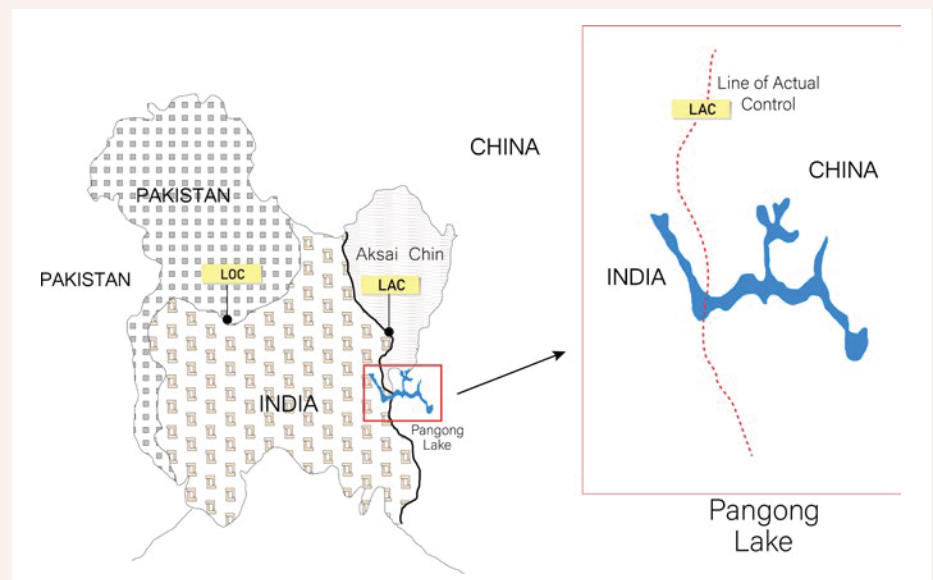 CHINA
PAKISTAN
PAKISTAN
LOC
Aksai Chin
LAC
INDIA
Pangong
Lake
Line of Actual
Control
LAC
CHINA
INDIA
Pangong
Lake